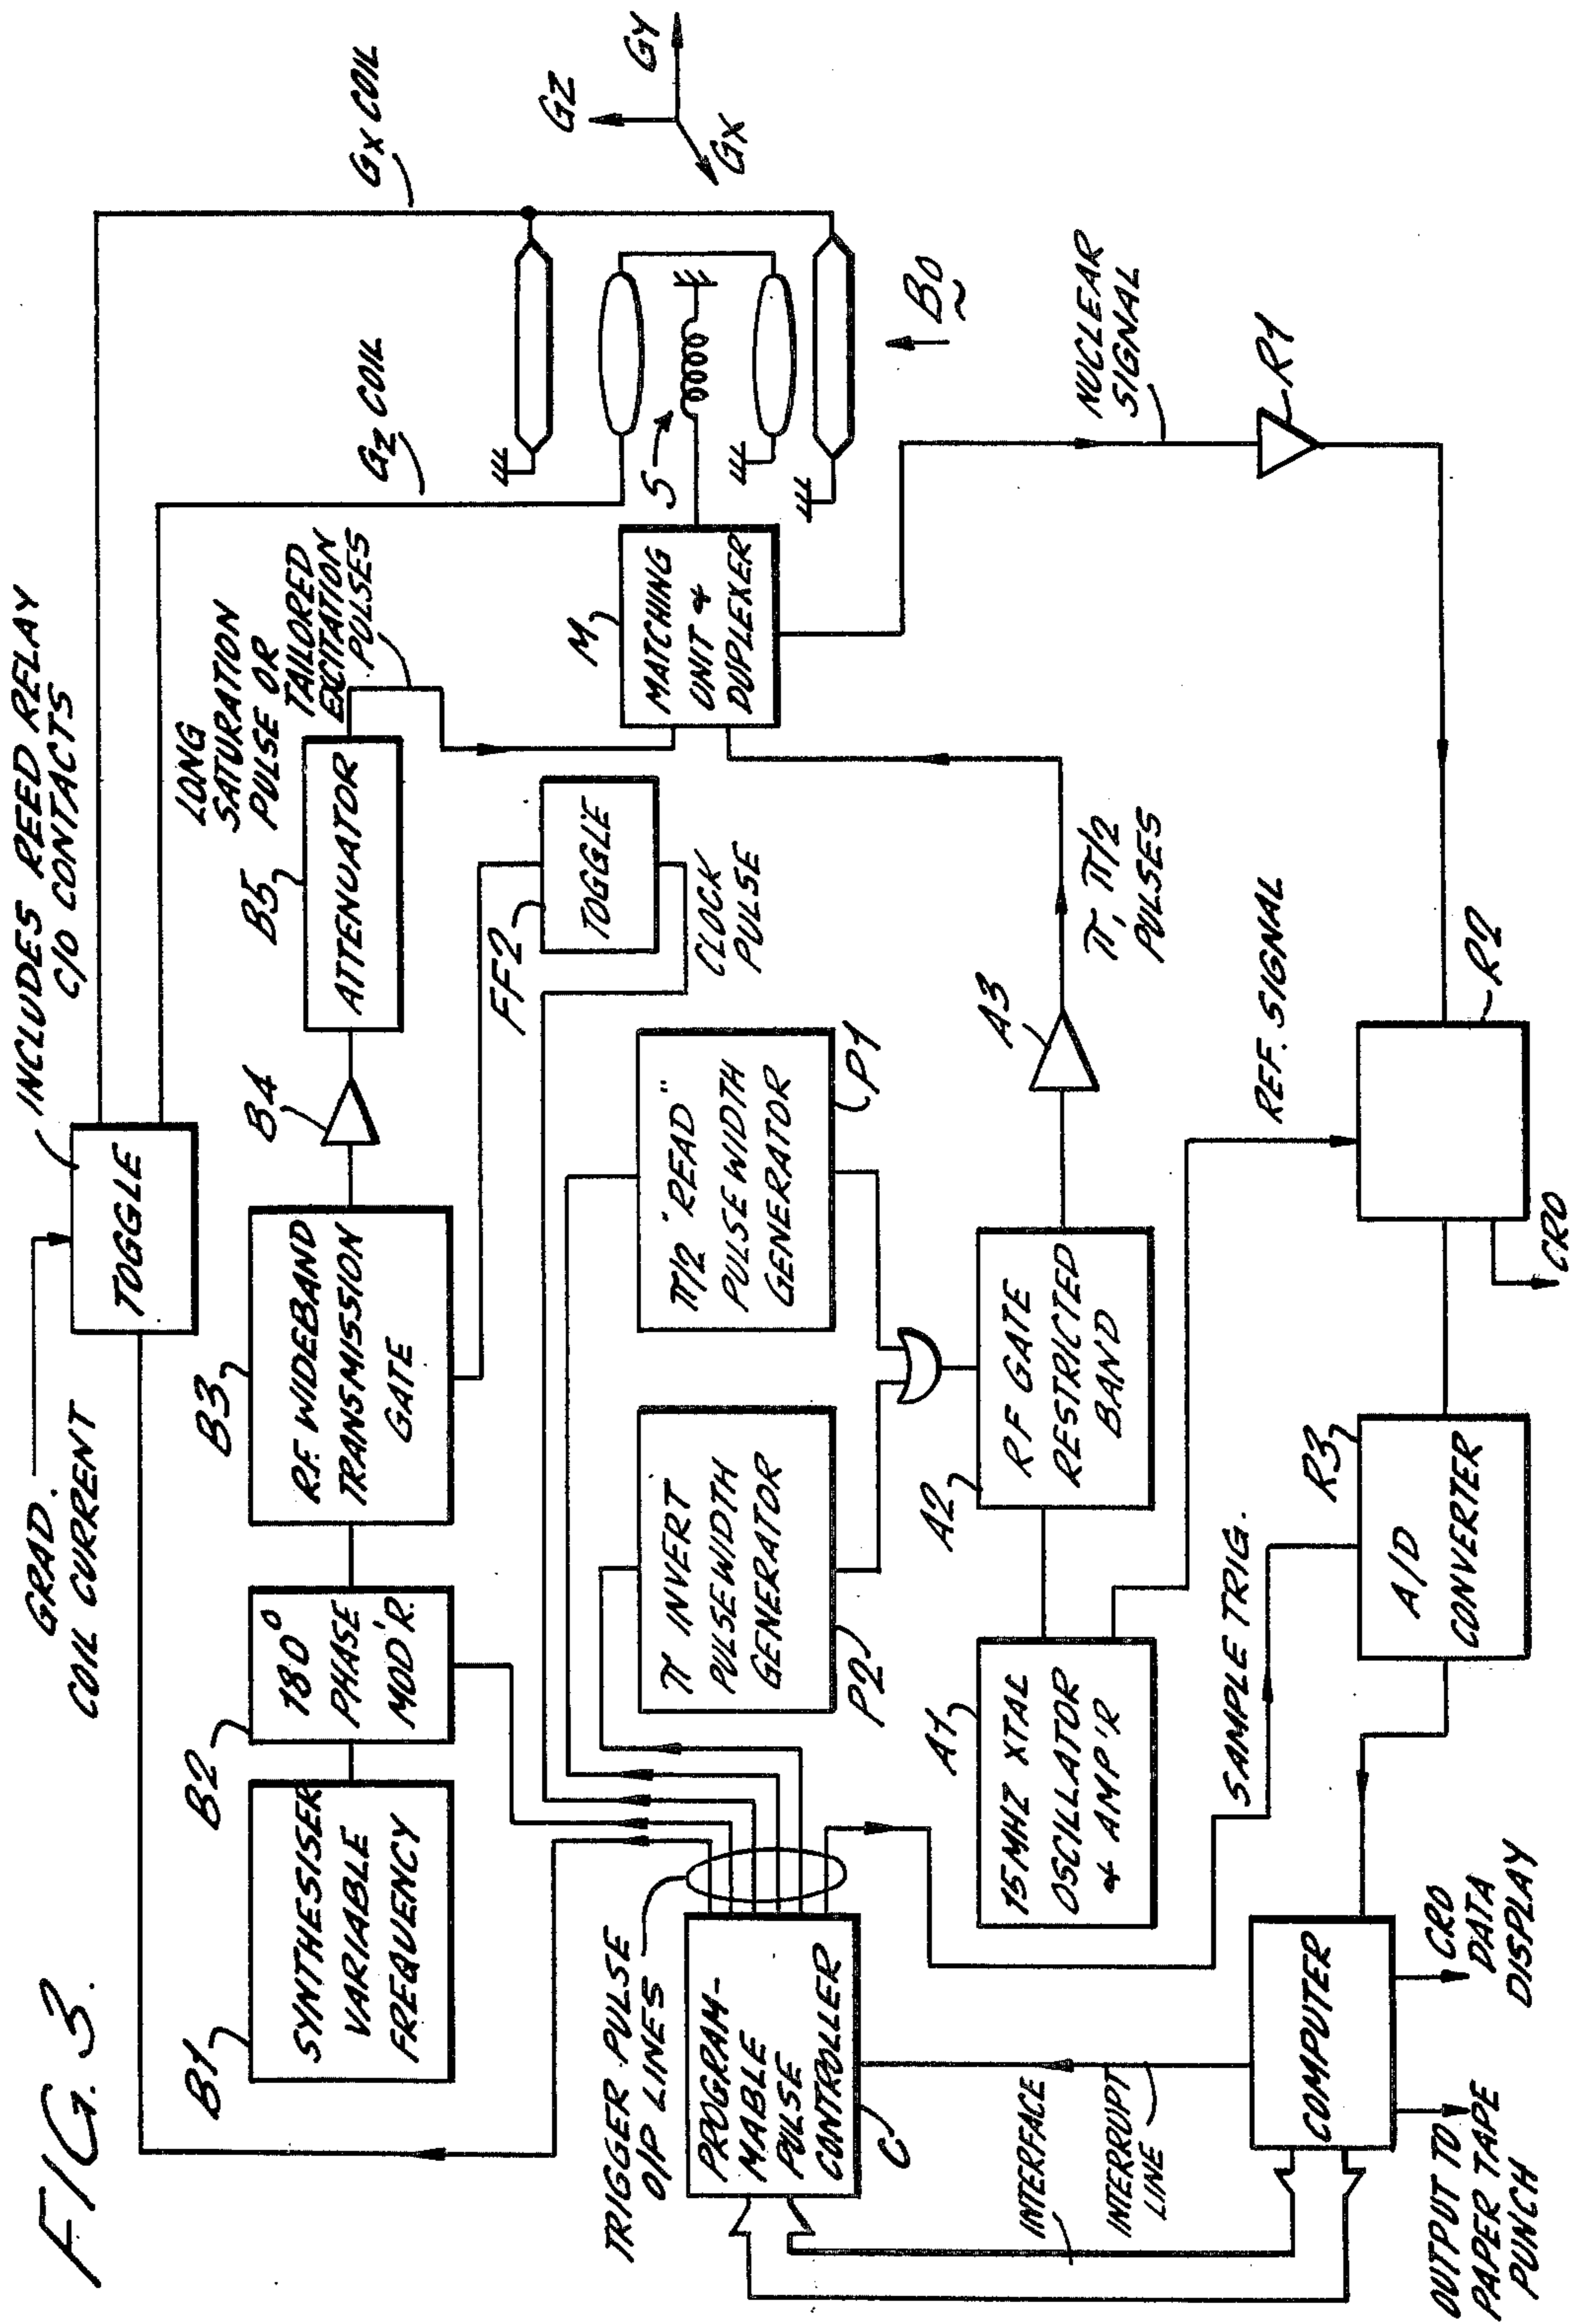 FIG. 3.
GRAD.
COIL CURRENT
TOGGLE
INCLUDES REED RELAY
C/O CONTACTS
GX COIL
GZ COIL
B1
SYNTHESISER
VARIABLE
FREQUENCY
B2
180°
PHASE
MOD'R.
B3
R.F. WIDEBAND
TRANSMISSION
GATE
B4
B5
ATTENUATOR
LONG
SATURATION
PULSE OR
TAILORED
EXCITATION
PULSES
FF2
TOGGLE
CLOCK
PULSE
M
MATCHING
UNIT &
DUPLEXER
S
GZ
GY
GX
B0
TRIGGER PULSE
O/P LINES
PROGRAM-
MABLE
PULSE
CONTROLLER
C
π INVERT
PULSEWIDTH
GENERATOR
P2
π/2 "READ"
PULSEWIDTH
GENERATOR
P1
A1
15MHZ XTAL
OSCILLATOR
& AMP'R
A2
RF GATE
RESTRICTED
BAND
A3
π, π/2
PULSES
NUCLEAR
SIGNAL
R1
REF. SIGNAL
R2
CRO
SAMPLE TRIG.
R3
A/D
CONVERTER
INTERFACE
INTERRUPT
LINE
COMPUTER
OUTPUT TO
PAPER TAPE
PUNCH
CRO
DATA
DISPLAY